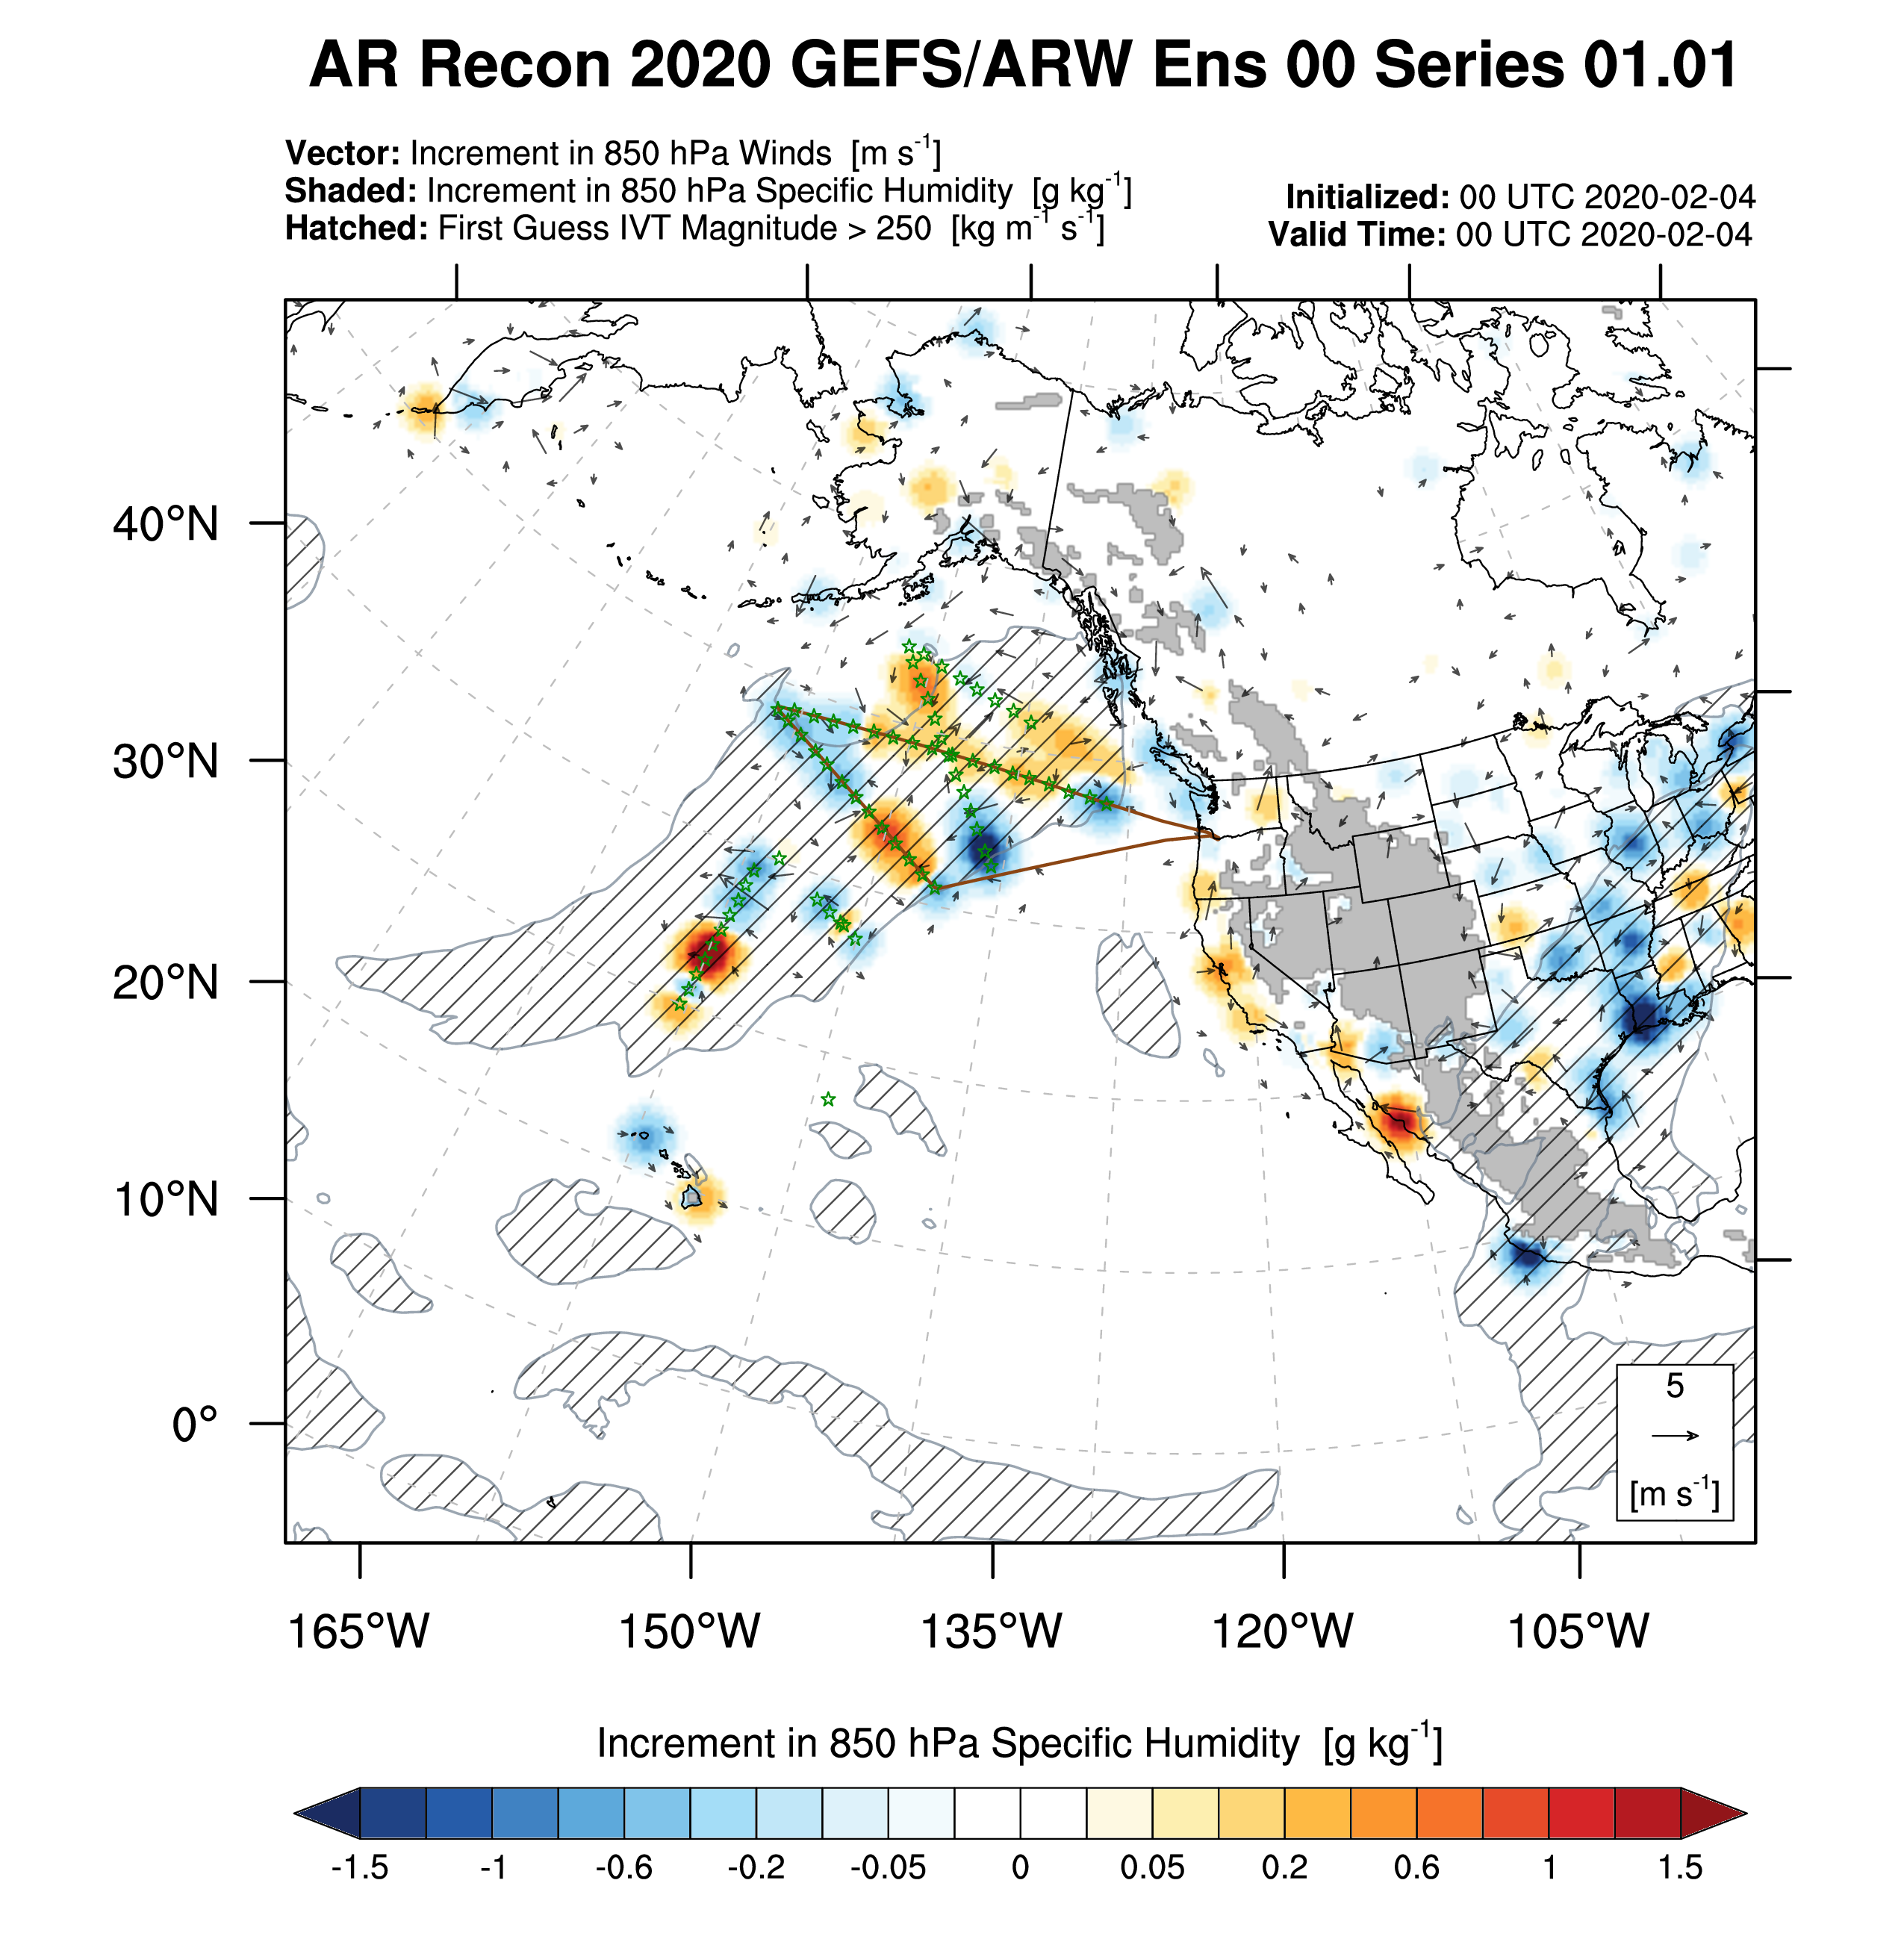 AR Recon 2020 GEFS/ARW Ens 00 Series 01.01
Vector: Increment in 850 hPa Winds [m s-1]
Shaded: Increment in 850 hPa Specific Humidity [g kg-1]
Hatched: First Guess IVT Magnitude > 250 [kg m-1 s-1]
Initialized: 00 UTC 2020-02-04
Valid Time: 00 UTC 2020-02-04
40°N
30°N
20°N
10°N
0°
5
[m s-1]
165°W 150°W 135°W 120°W 105°W
Increment in 850 hPa Specific Humidity [g kg-1]
-1.5 -1 -0.6 -0.2 -0.05 0 0.05 0.2 0.6 1 1.5